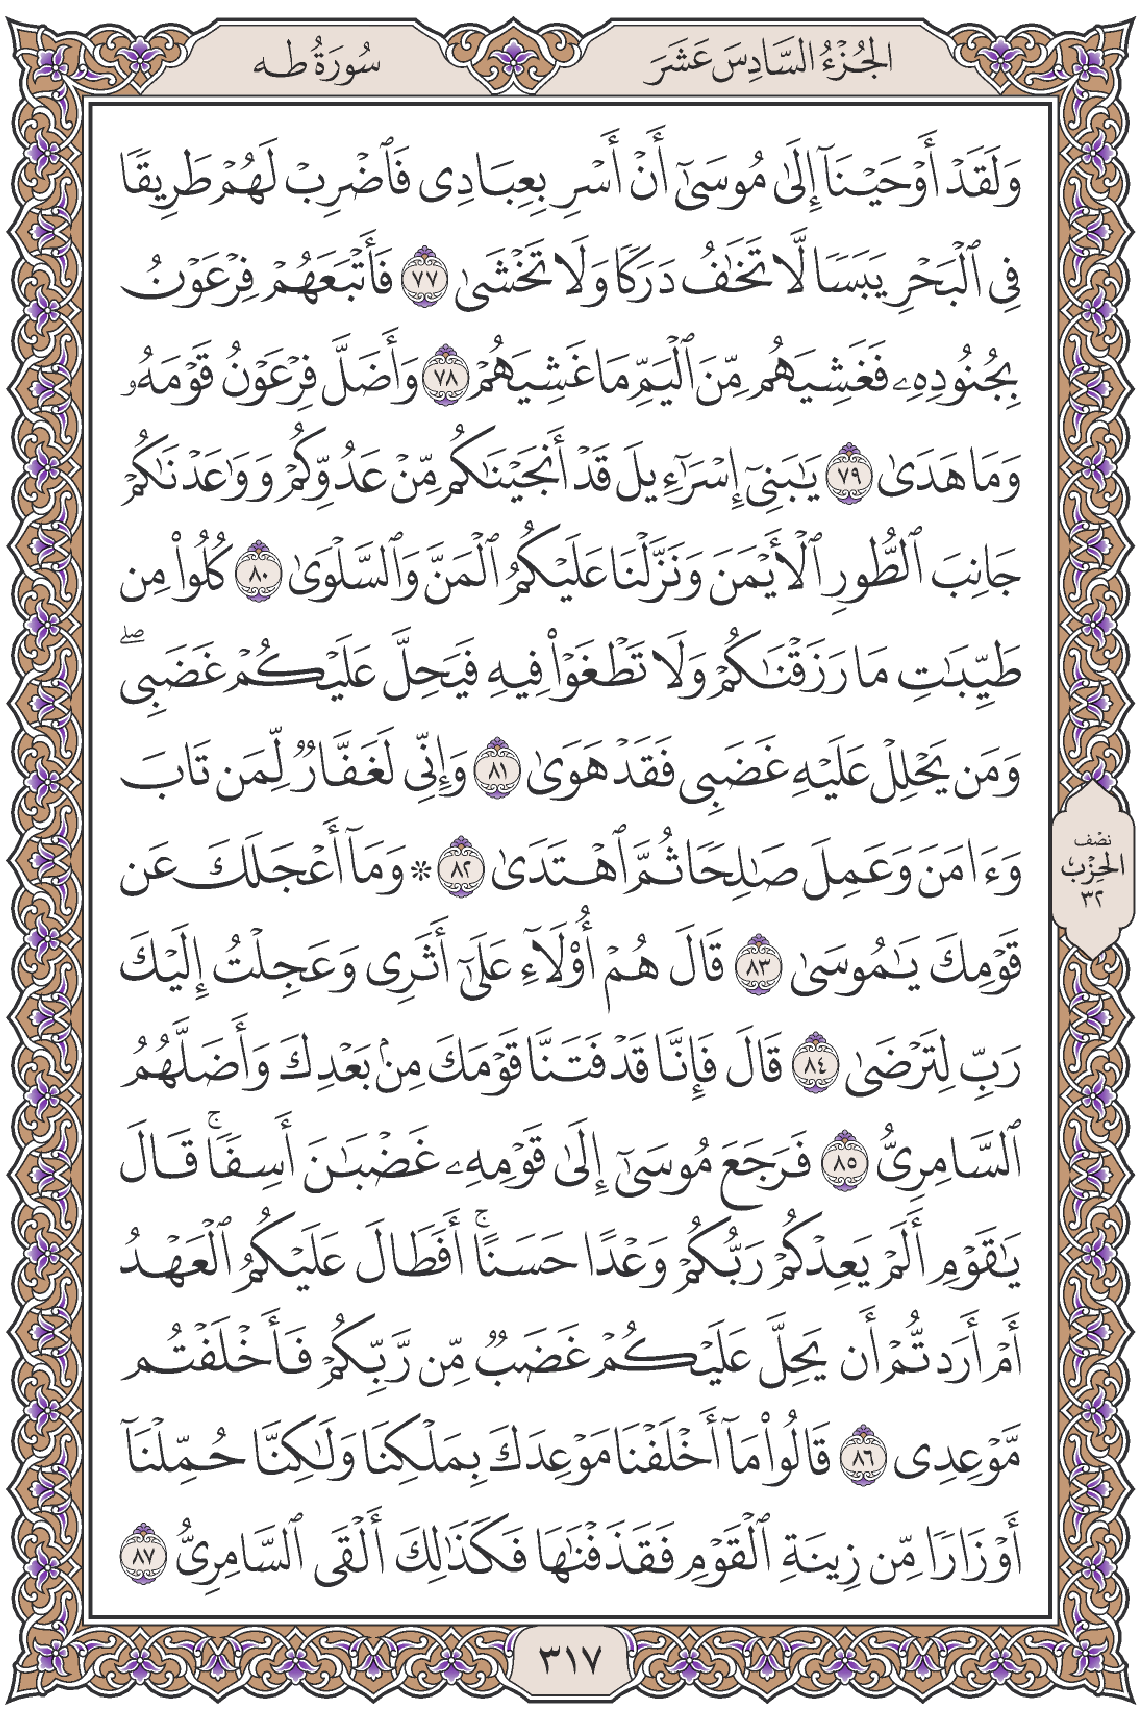 الجُزْءُ السَّادِسَ عَشَرَ
سُورَةُ طه
وَلَقَدْ أَوْحَيْنَآ إِلَىٰ مُوسَىٰٓ أَنْ أَسْرِ بِعِبَادِى فَٱضْرِبْ لَهُمْ طَرِيقًا
فِى ٱلْبَحْرِ يَبَسًا لَّا تَخَٰفُ دَرَكًا وَلَا تَخْشَىٰ ٧٧ فَأَتْبَعَهُمْ فِرْعَوْنُ
بِجُنُودِهِۦ فَغَشِيَهُم مِّنَ ٱلْيَمِّ مَا غَشِيَهُمْ ٧٨ وَأَضَلَّ فِرْعَوْنُ قَوْمَهُۥ
وَمَا هَدَىٰ ٧٩ يَٰبَنِىٓ إِسْرَٰٓءِيلَ قَدْ أَنجَيْنَٰكُم مِّنْ عَدُوِّكُمْ وَوَٰعَدْنَٰكُمْ
جَانِبَ ٱلطُّورِ ٱلْأَيْمَنَ وَنَزَّلْنَا عَلَيْكُمُ ٱلْمَنَّ وَٱلسَّلْوَىٰ ٨٠ كُلُوا۟ مِن
طَيِّبَٰتِ مَا رَزَقْنَٰكُمْ وَلَا تَطْغَوْا۟ فِيهِ فَيَحِلَّ عَلَيْكُمْ غَضَبِى ۖ
وَمَن يَحْلِلْ عَلَيْهِ غَضَبِى فَقَدْ هَوَىٰ ٨١ وَإِنِّى لَغَفَّارٌ لِّمَن تَابَ
وَءَامَنَ وَعَمِلَ صَٰلِحًا ثُمَّ ٱهْتَدَىٰ ٨٢ * وَمَآ أَعْجَلَكَ عَن
نصْف
الحِزْب
٣٢
قَوْمِكَ يَٰمُوسَىٰ ٨٣ قَالَ هُمْ أُو۟لَآءِ عَلَىٰٓ أَثَرِى وَعَجِلْتُ إِلَيْكَ
رَبِّ لِتَرْضَىٰ ٨٤ قَالَ فَإِنَّا قَدْ فَتَنَّا قَوْمَكَ مِنۢ بَعْدِكَ وَأَضَلَّهُمُ
ٱلسَّامِرِىُّ ٨٥ فَرَجَعَ مُوسَىٰٓ إِلَىٰ قَوْمِهِۦ غَضْبَٰنَ أَسِفًا ۚ قَالَ
يَٰقَوْمِ أَلَمْ يَعِدْكُمْ رَبُّكُمْ وَعْدًا حَسَنًا ۚ أَفَطَالَ عَلَيْكُمُ ٱلْعَهْدُ
أَمْ أَرَدتُّمْ أَن يَحِلَّ عَلَيْكُمْ غَضَبٌ مِّن رَّبِّكُمْ فَأَخْلَفْتُم
مَّوْعِدِى ٨٦ قَالُوا۟ مَآ أَخْلَفْنَا مَوْعِدَكَ بِمَلْكِنَا وَلَٰكِنَّا حُمِّلْنَآ
أَوْزَارًا مِّن زِينَةِ ٱلْقَوْمِ فَقَذَفْنَٰهَا فَكَذَٰلِكَ أَلْقَى ٱلسَّامِرِىُّ ٨٧
٣١٧